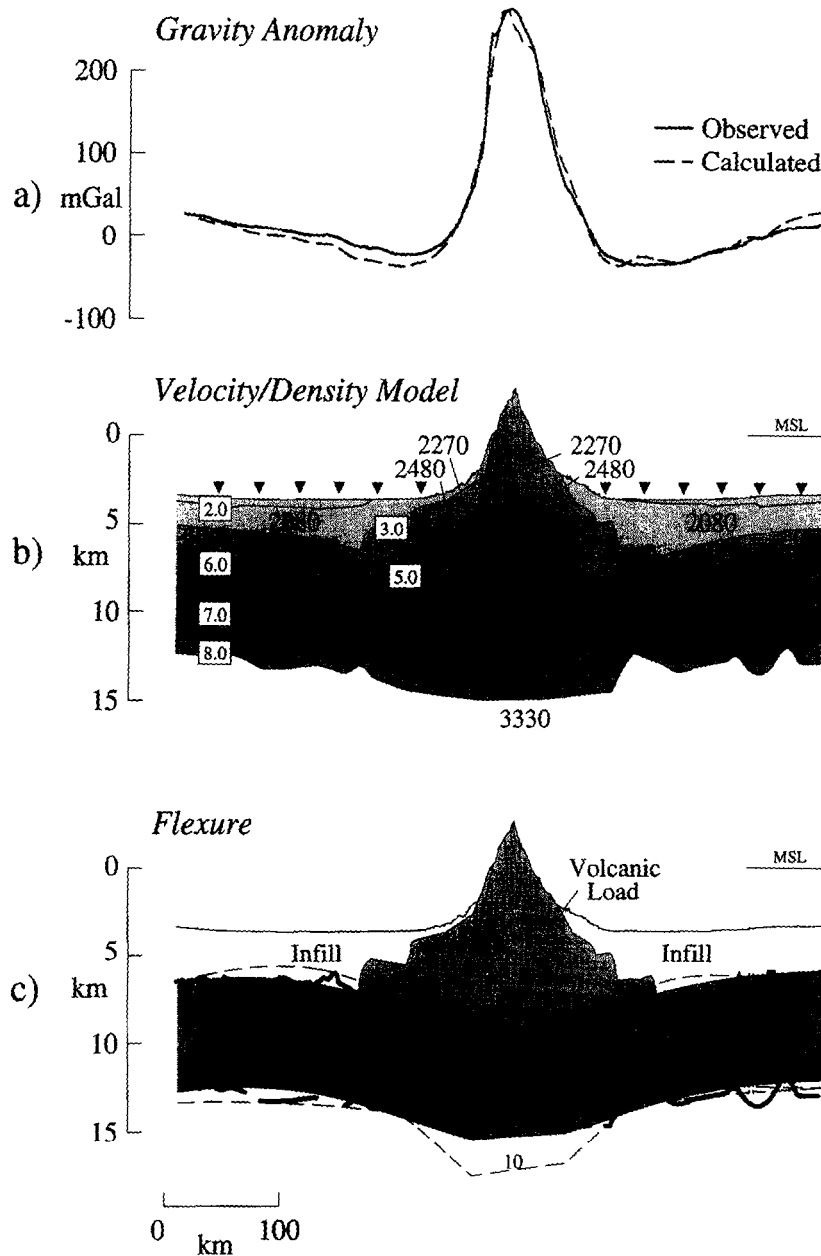 Gravity Anomaly
200
100
a) mGal
0
-100
Observed
Calculated
Velocity/Density Model
MSL
0
5
b) km
10
15
2270
2480
2270
2480
2.0
3.0
2080
6.0
5.0
7.0
8.0
3330
Flexure
MSL
0
Volcanic
Load
5
Infill
Infill
c) km
10
15
10
0
100
km